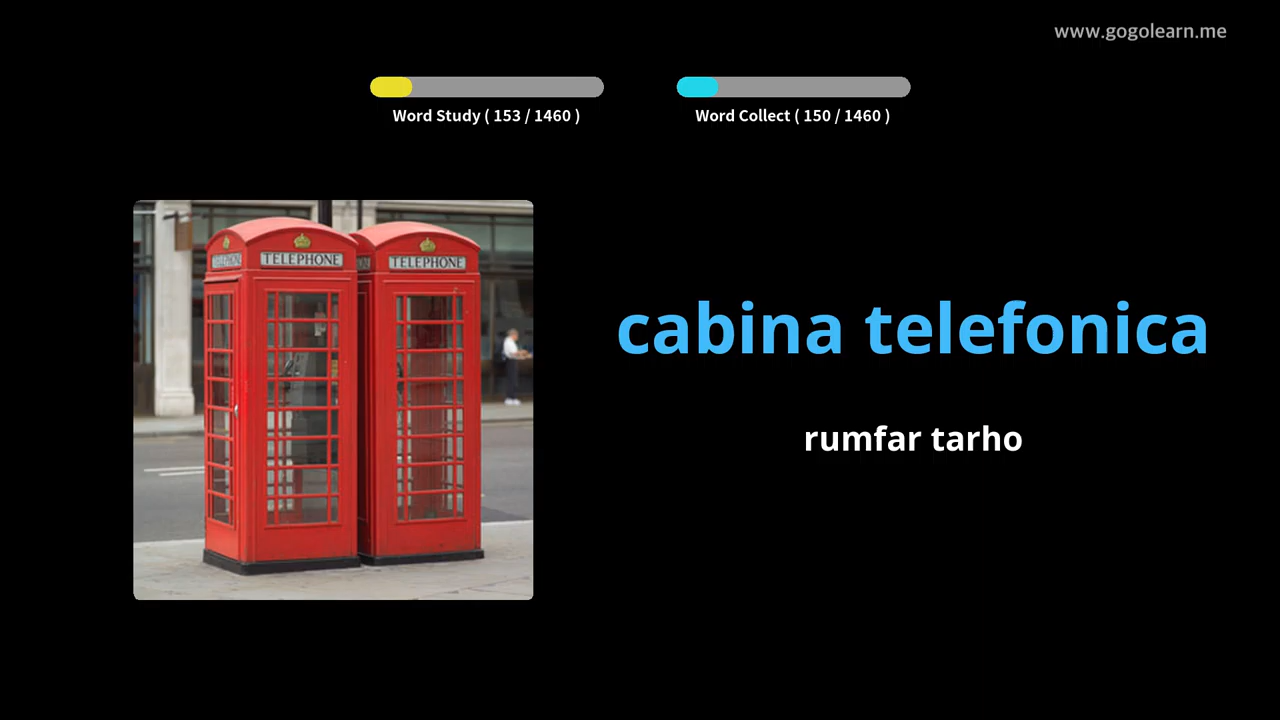 www.gogolearn.me
Word Study ( 153 / 1460 )
Word Collect ( 150 / 1460 )
TELEPHONE
TELEPHONE
cabina telefonica
rumfar tarho